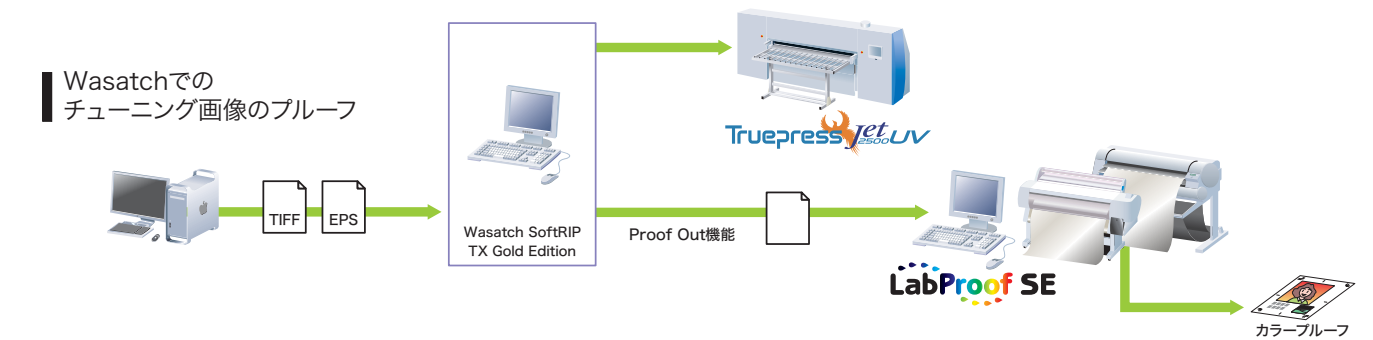 Wasatchでの
チューニング画像のプルーフ
TIFF
EPS
Wasatch SoftRIP
TX Gold Edition
Truepress Jet
2500UV
Proof Out機能
LabProof SE
カラープルーフ